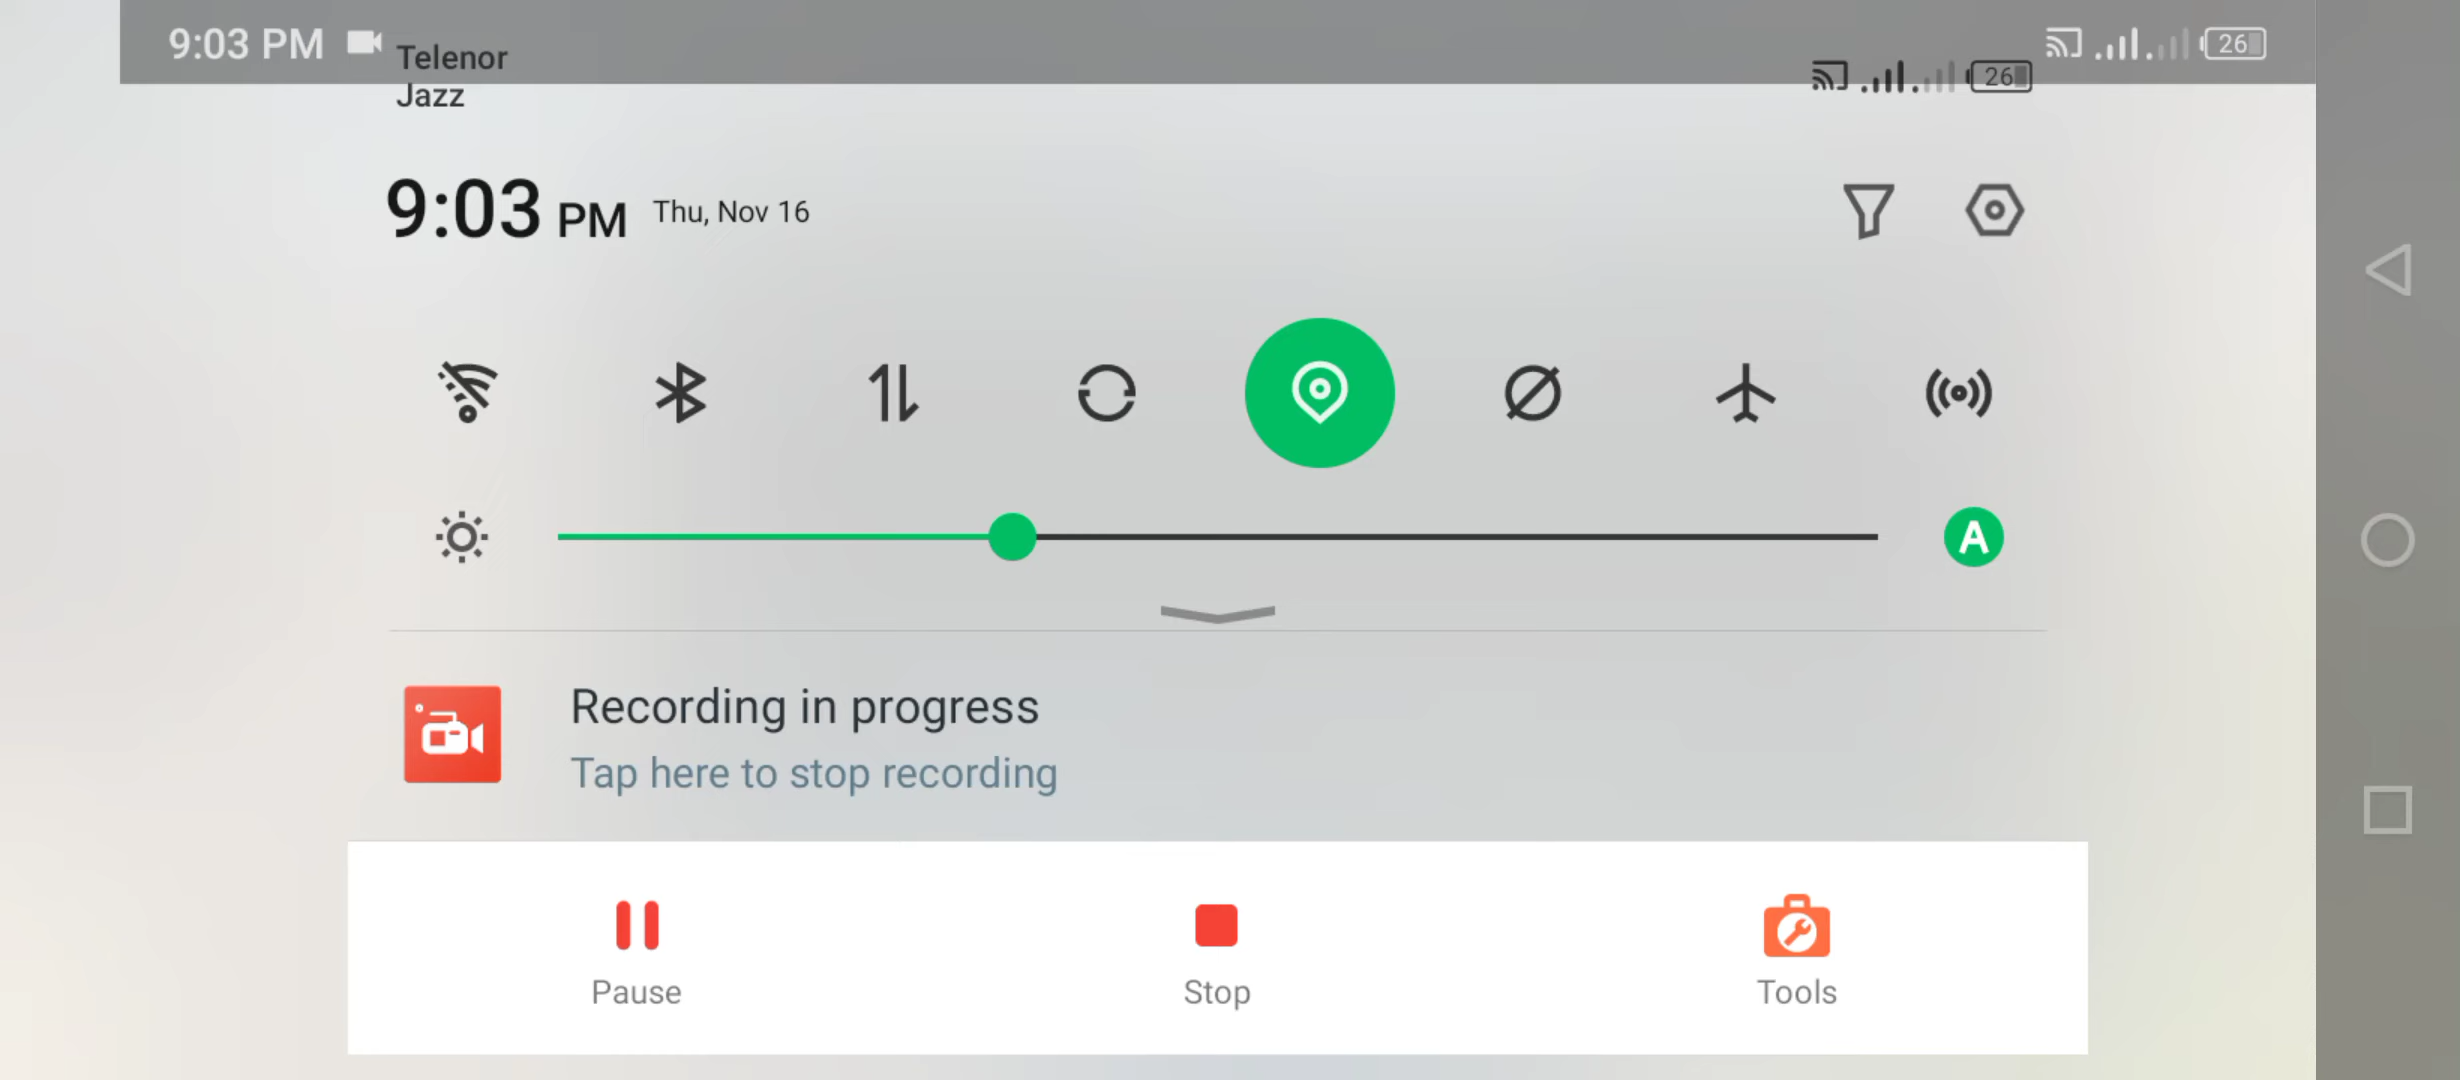 9:03 PM
26
Telenor
Jazz
26
9:03 PM Thu, Nov 16
A
Recording in progress
Tap here to stop recording
Pause
Stop
Tools